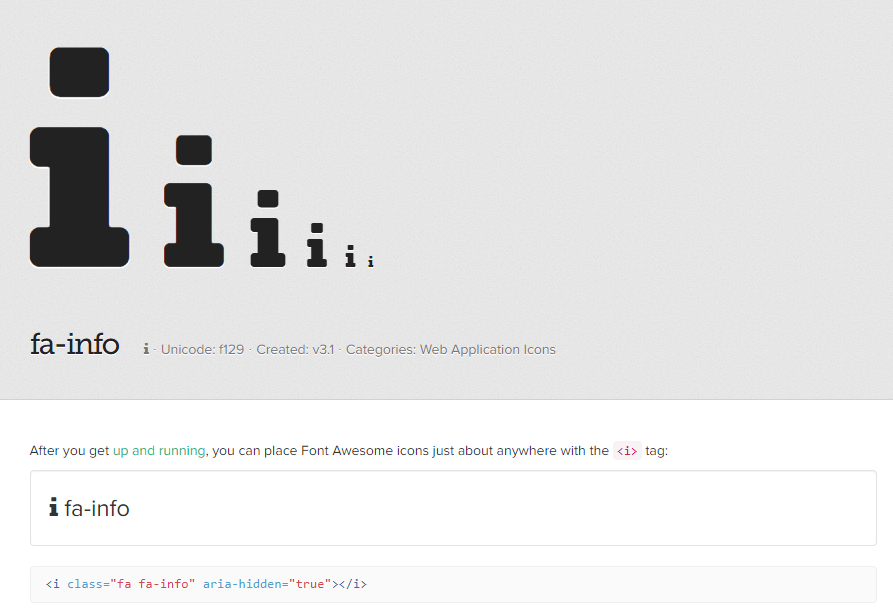 i i i i i i
fa-info i · Unicode: f129 · Created: v3.1 · Categories: Web Application Icons
After you get up and running, you can place Font Awesome icons just about anywhere with the <i> tag:
i fa-info
<i class="fa fa-info" aria-hidden="true"></i>